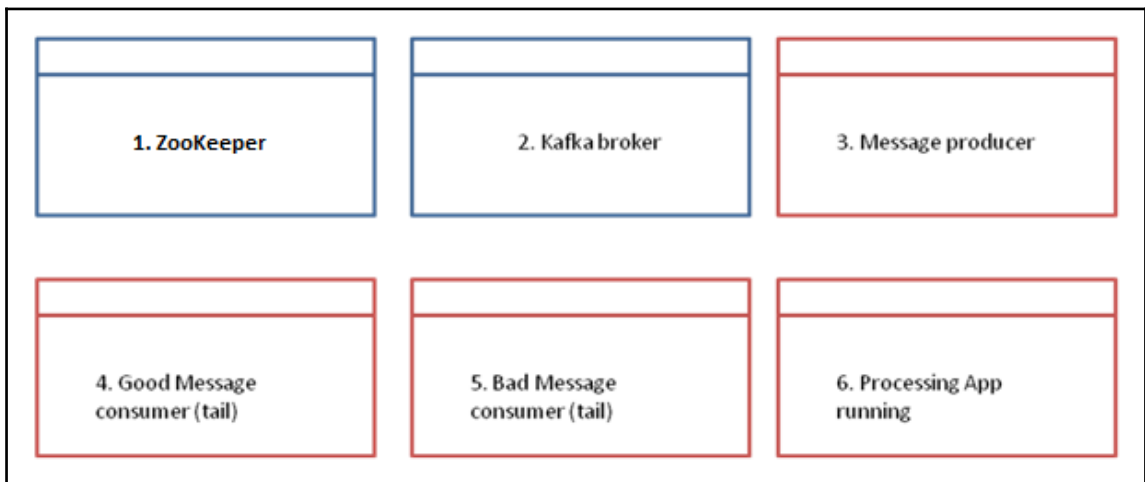 1. ZooKeeper
2. Kafka broker
3. Message producer
4. Good Message
consumer (tail)
5. Bad Message
consumer (tail)
6. Processing App
running